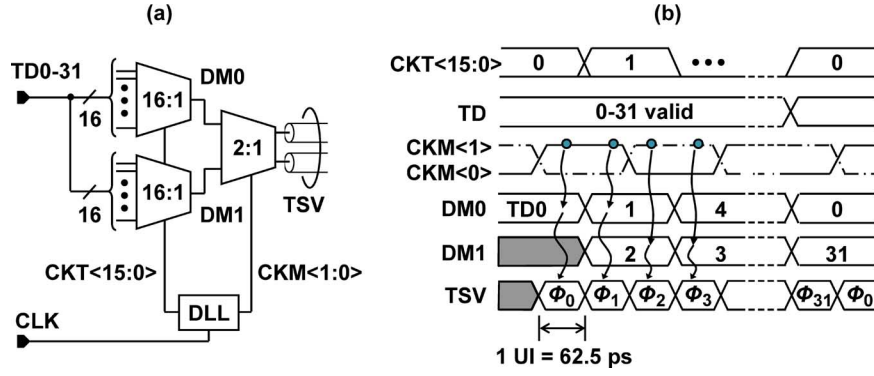 (a)
TD0-31
16
16:1
DM0
2:1
TSV
16
16:1
DM1
CKT<15:0>
CKM<1:0>
DLL
CLK
(b)
CKT<15:0>
0
1
0
TD
0-31 valid
CKM<1>
CKM<0>
DM0
TD0
1
4
0
DM1
2
3
31
TSV
Φ0
Φ1
Φ2
Φ3
Φ31
Φ0
1 UI = 62.5 ps